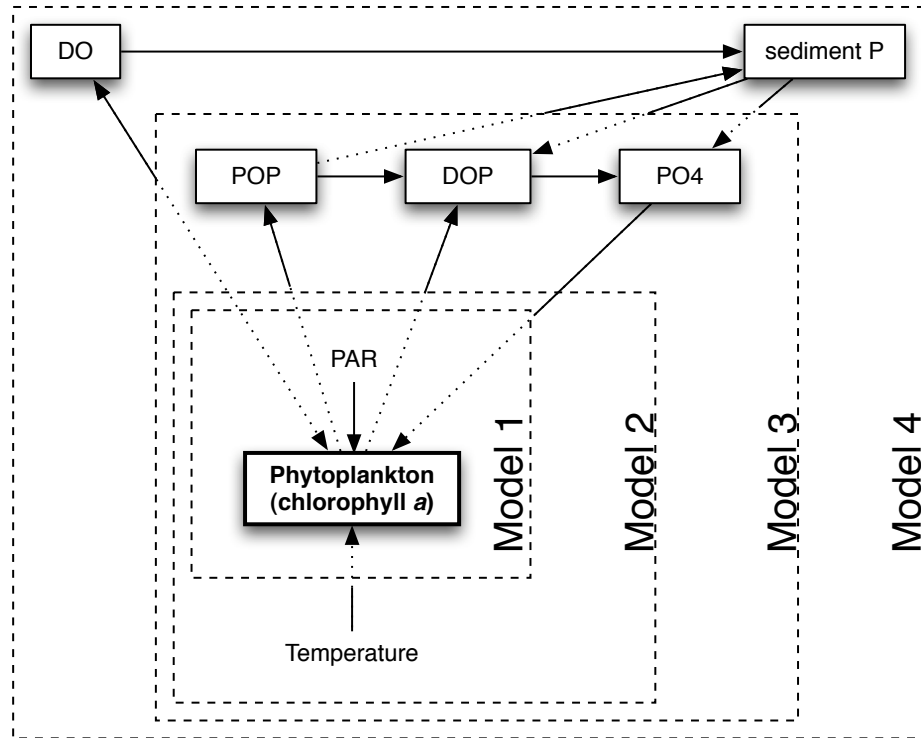 DO
sediment P
POP
DOP
PO4
PAR
Phytoplankton
(chlorophyll a)
Temperature
Model 1
Model 2
Model 3
Model 4